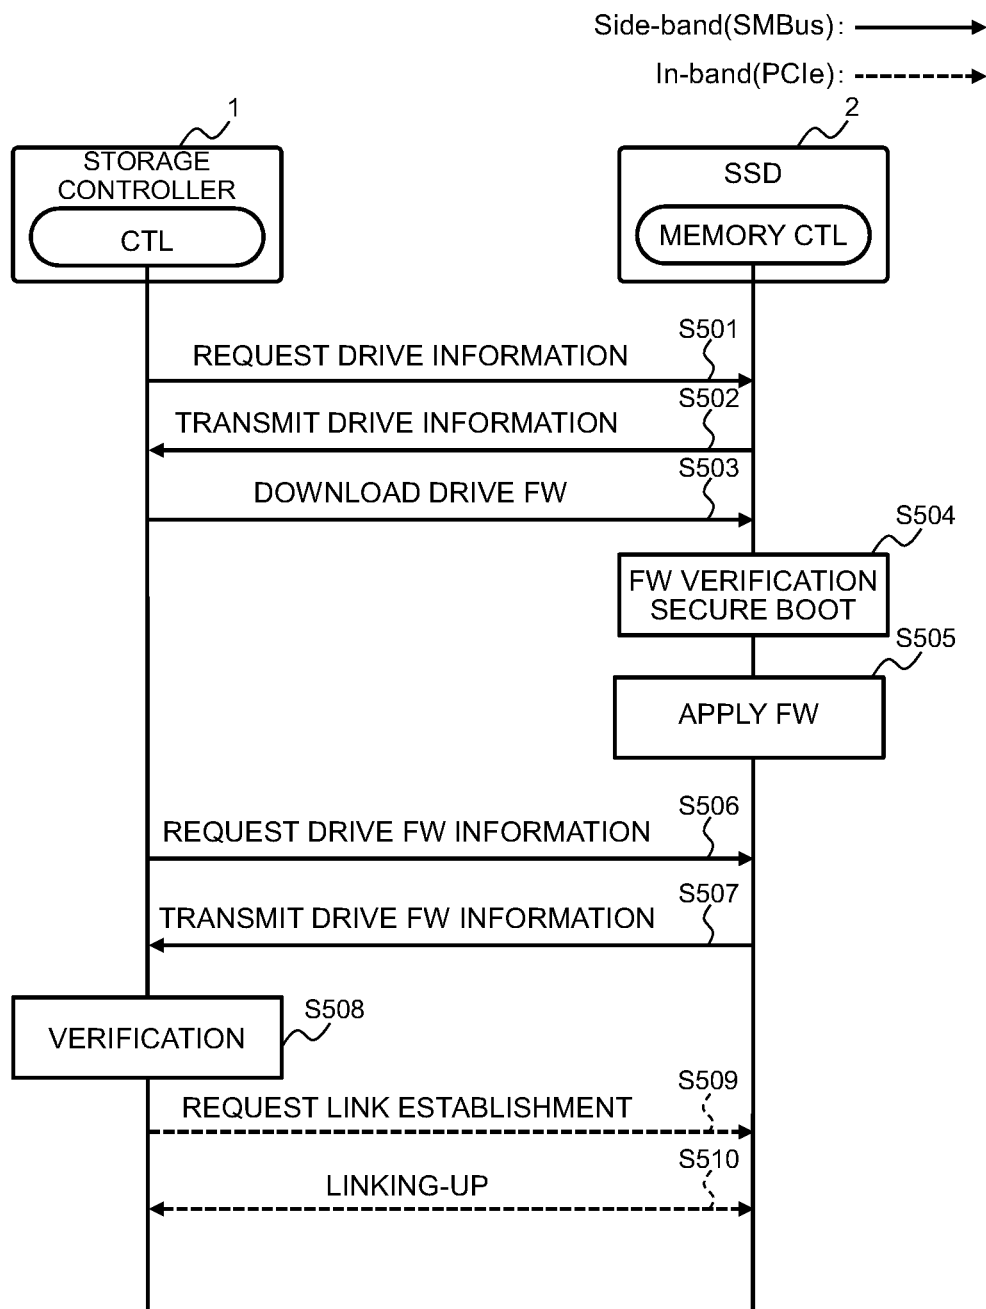 Side-band(SMBus):
In-band(PCIe):
1
2
STORAGE
CONTROLLER
CTL
SSD
MEMORY CTL
S501
REQUEST DRIVE INFORMATION
S502
TRANSMIT DRIVE INFORMATION
S503
DOWNLOAD DRIVE FW
S504
FW VERIFICATION
SECURE BOOT
S505
APPLY FW
S506
REQUEST DRIVE FW INFORMATION
S507
TRANSMIT DRIVE FW INFORMATION
S508
VERIFICATION
S509
REQUEST LINK ESTABLISHMENT
S510
LINKING-UP